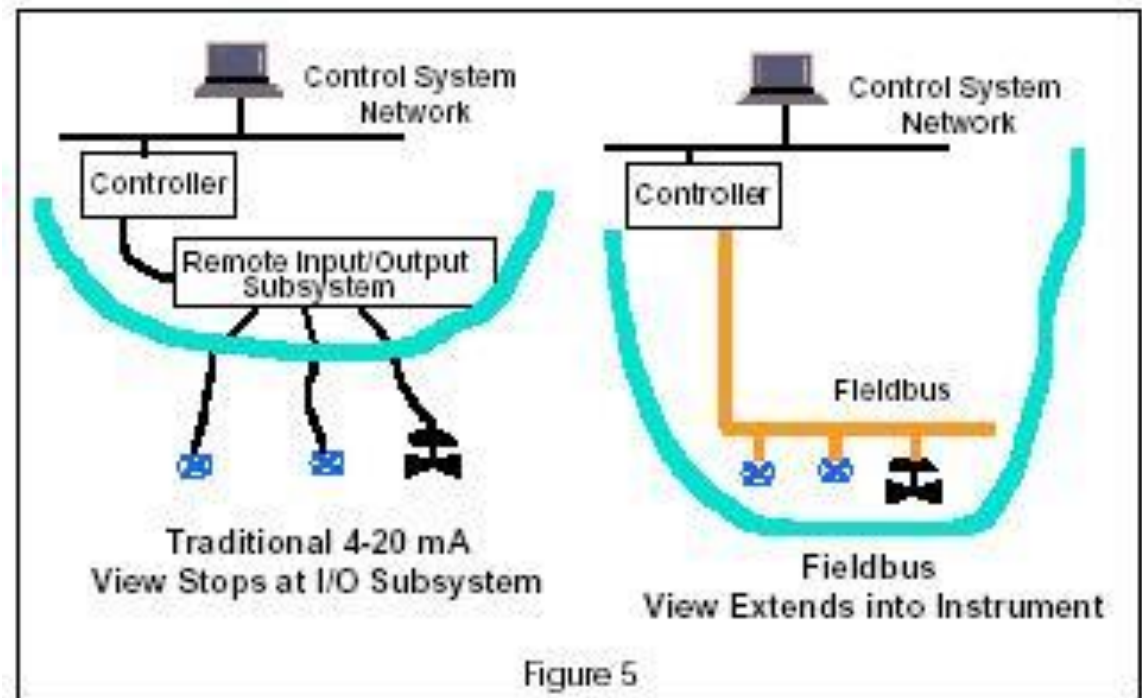 Control System
Network
Controller
Remote Input/Output
Subsystem
Traditional 4-20 mA
View Stops at I/O Subsystem
Control System
Network
Controller
Fieldbus
Fieldbus
View Extends into Instrument
Figure 5